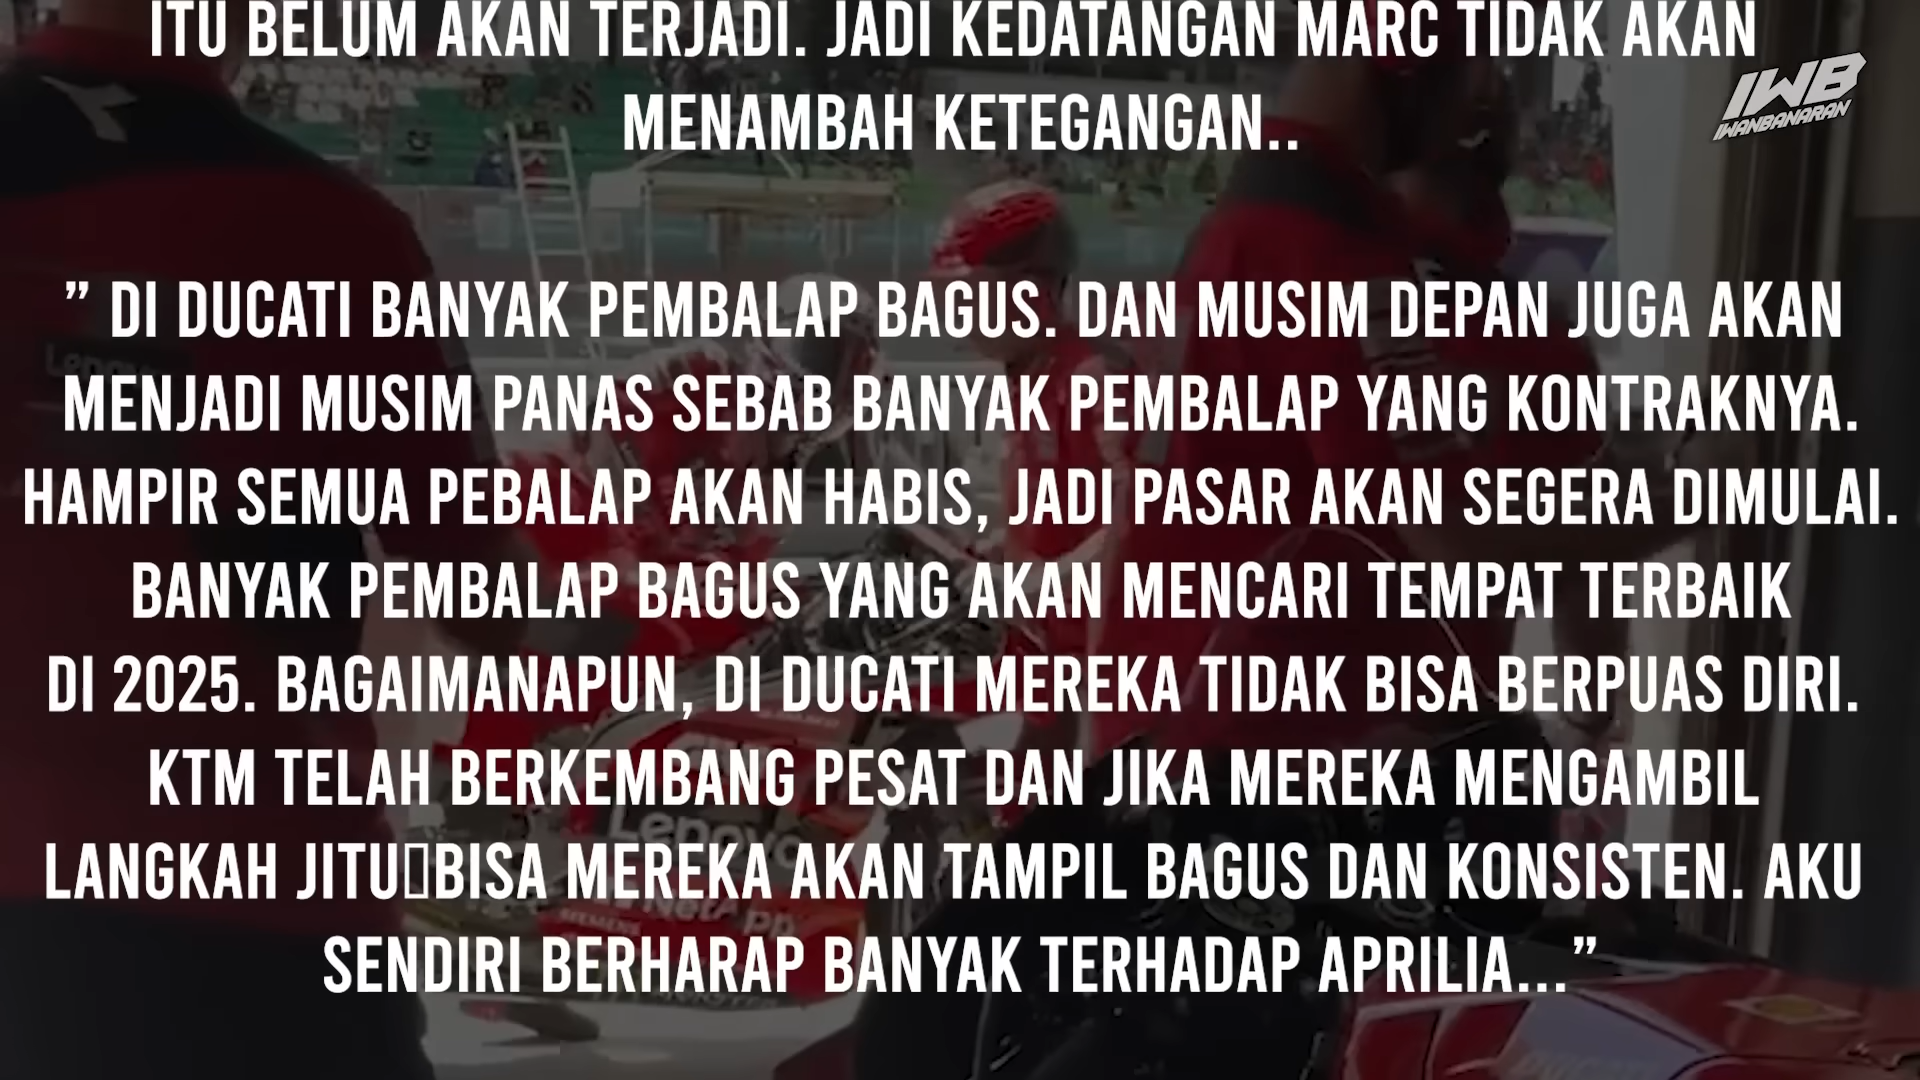 ITU BELUM AKAN TERJADI. JADI KEDATANGAN MARC TIDAK AKAN
MENAMBAH KETEGANGAN..
IWB
IWANBANARAN
” DI DUCATI BANYAK PEMBALAP BAGUS. DAN MUSIM DEPAN JUGA AKAN
MENJADI MUSIM PANAS SEBAB BANYAK PEMBALAP YANG KONTRAKNYA.
HAMPIR SEMUA PEBALAP AKAN HABIS, JADI PASAR AKAN SEGERA DIMULAI.
BANYAK PEMBALAP BAGUS YANG AKAN MENCARI TEMPAT TERBAIK
DI 2025. BAGAIMANAPUN, DI DUCATI MEREKA TIDAK BISA BERPUAS DIRI.
KTM TELAH BERKEMBANG PESAT DAN JIKA MEREKA MENGAMBIL
LANGKAH JITU▯BISA MEREKA AKAN TAMPIL BAGUS DAN KONSISTEN. AKU
SENDIRI BERHARAP BANYAK TERHADAP APRILIA...”
Lenovo